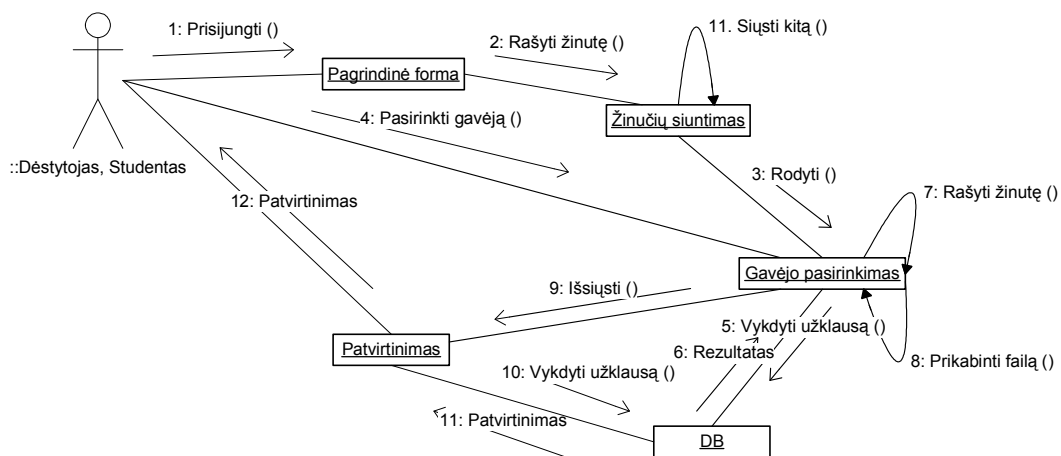 1: Prisijungti ()
2: Rašyti žinutę ()
11. Siųsti kitą ()
Pagrindinė forma
4: Pasirinkti gavėją ()
Žinučių siuntimas
::Dėstytojas, Studentas
3: Rodyti ()
7: Rašyti žinutę ()
12: Patvirtinimas
Gavėjo pasirinkimas
9: Išsiųsti ()
5: Vykdyti užklausą ()
Patvirtinimas
6: Rezultatas
8: Prikabinti failą ()
10: Vykdyti užklausą ()
11: Patvirtinimas
DB